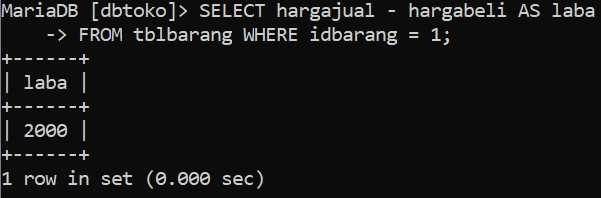 MariaDB [dbtoko]> SELECT hargajual - hargabeli AS laba
    -> FROM tblbarang WHERE idbarang = 1;
+------+
| laba |
+------+
| 2000 |
+------+
1 row in set (0.000 sec)